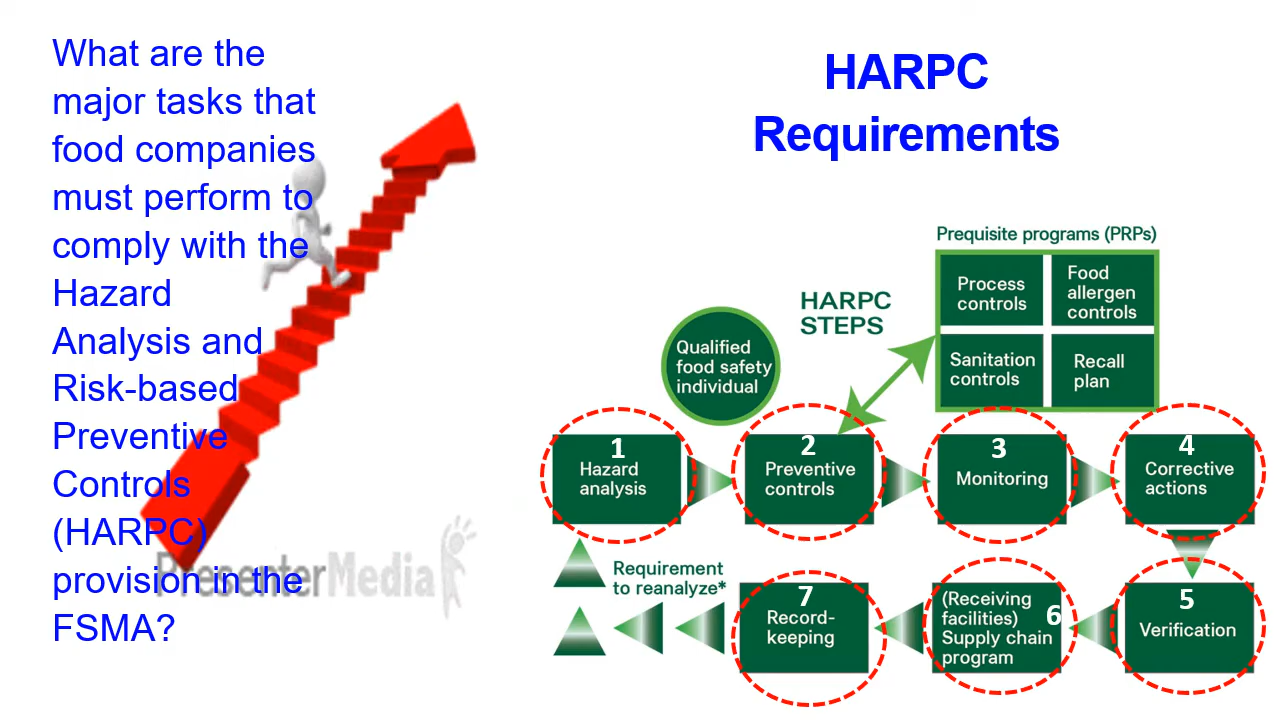 What are the
major tasks that
food companies
must perform to
comply with the
Hazard
Analysis and
Risk-based
Preventive
Controls
(HARPC)
provision in the
FSMA?
PresenterMedia
HARPC
Requirements
Prequisite programs (PRPs)
Process
controls
Food
allergen
controls
Sanitation
controls
Recall
plan
HARPC
STEPS
Qualified
food safety
individual
1
Hazard
analysis
2
Preventive
controls
3
Monitoring
4
Corrective
actions
5
Verification
6
(Receiving
facilities)
Supply chain
program
7
Record-
keeping
Requirement
to reanalyze*